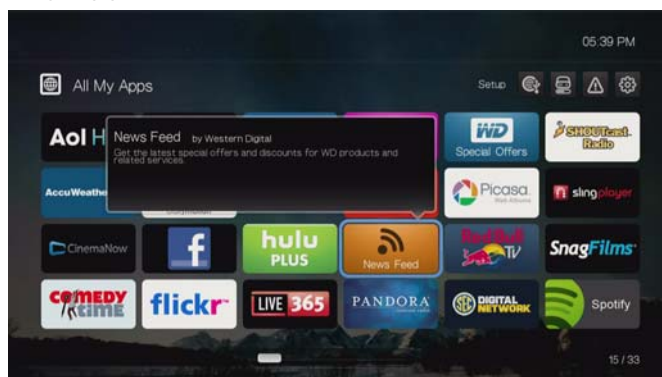 05:39 PM
All My Apps
Setup
Aol H
News Feed by Western Digital
Get the latest special offers and discounts for WD products and
related services.
WD
Special Offers
SHOUTcast
Radio
AccuWeathe
Picasa
Web Albums
slingplayer
CinemaNow
f
hulu
PLUS
News Feed
Red Bull
TV
SnagFilms
COMEDY
TIME
flickr
LIVE 365
PANDORA
SEC DIGITAL
NETWORK
Spotify
15 / 33